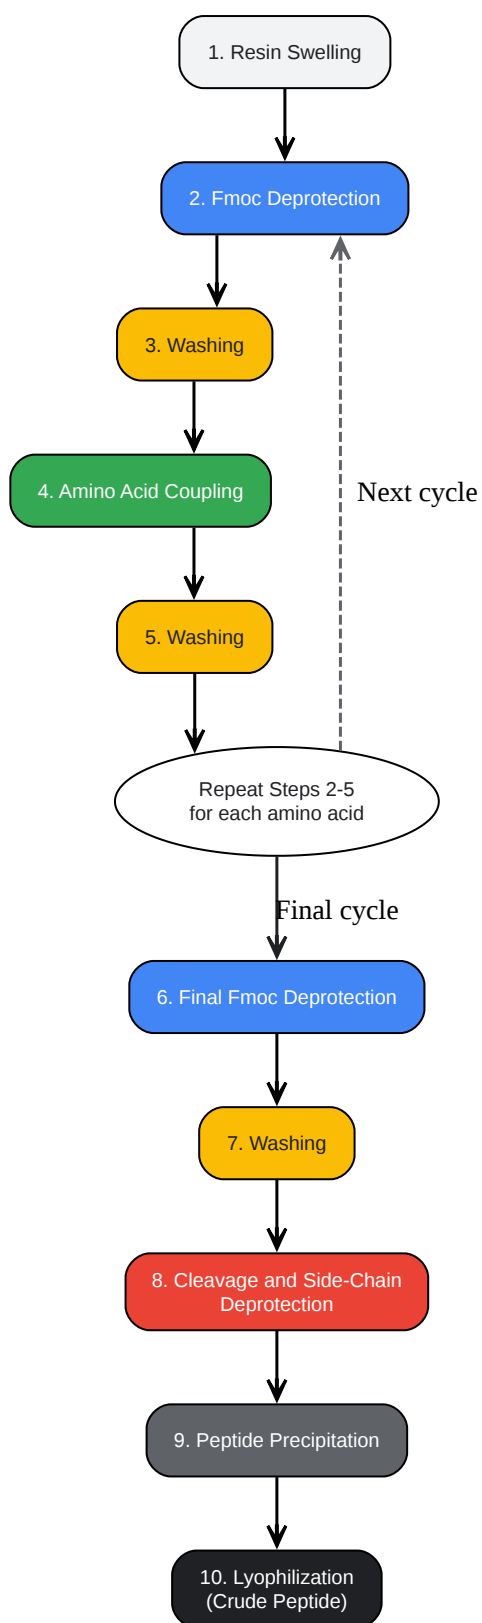 1. Resin Swelling
2. Fmoc Deprotection
3. Washing
4. Amino Acid Coupling
Next cycle
5. Washing
Repeat Steps 2-5
for each amino acid
Final cycle
6. Final Fmoc Deprotection
7. Washing
8. Cleavage and Side-Chain
Deprotection
9. Peptide Precipitation
10. Lyophilization
(Crude Peptide)